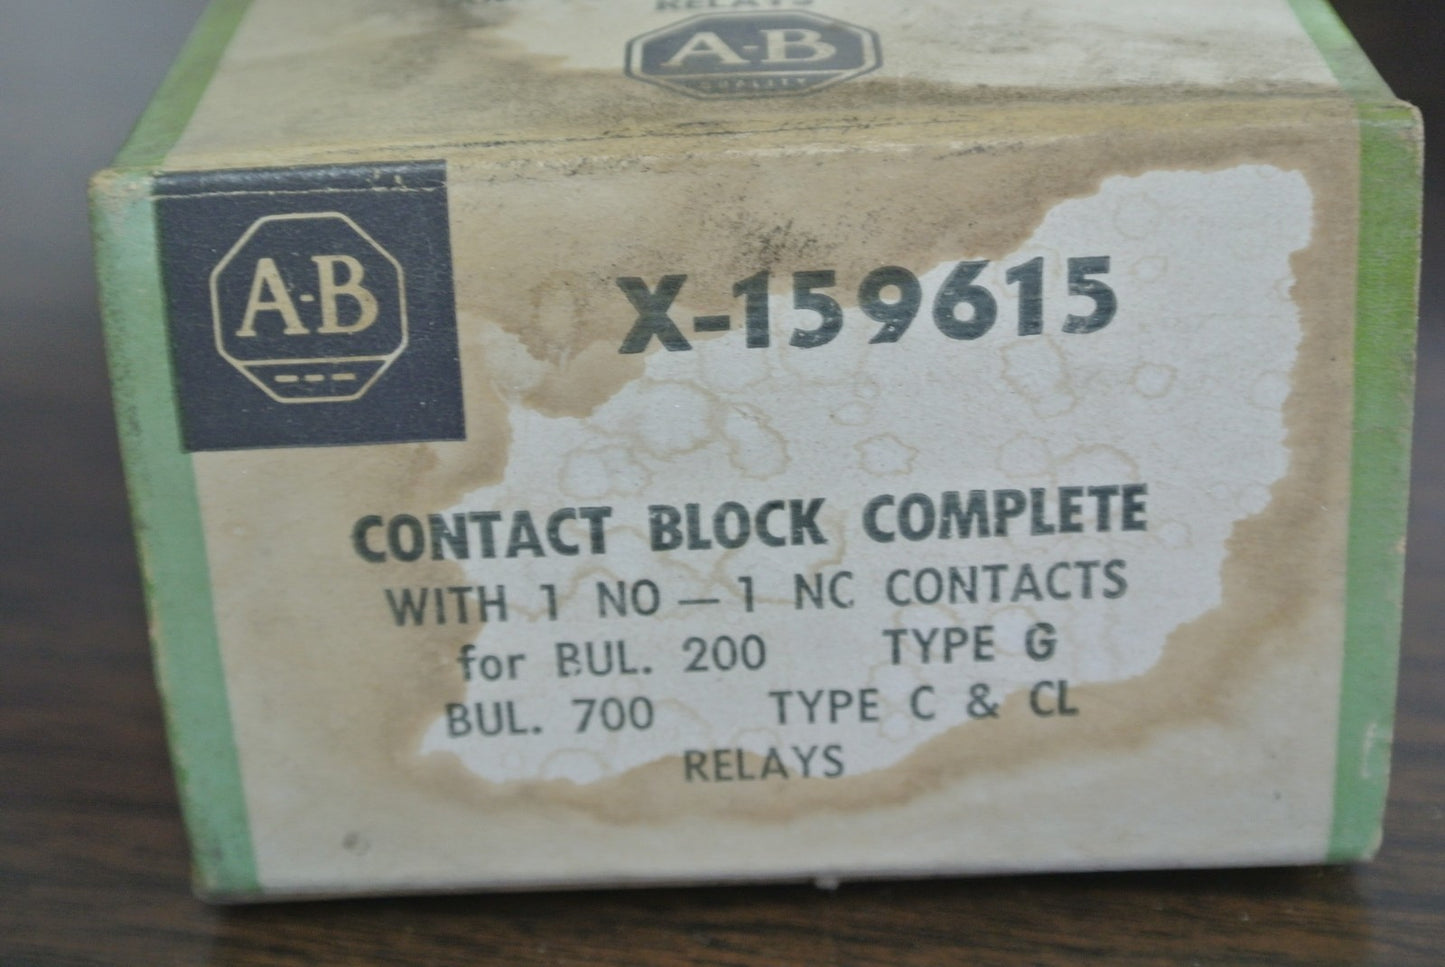 RELAYS
A-B
QUALITY
A-B
X-159615
CONTACT BLOCK COMPLETE
WITH 1 NO — 1 NC CONTACTS
for BUL. 200 TYPE G
BUL. 700 TYPE C & CL
RELAYS